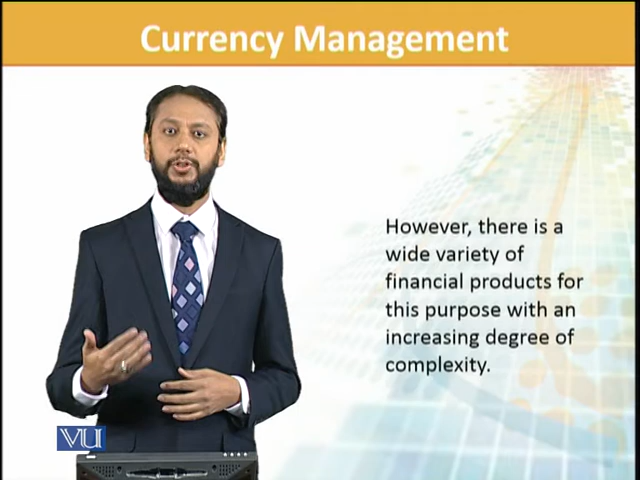 Currency Management
However, there is a
wide variety of
financial products for
this purpose with an
increasing degree of
complexity.
VU